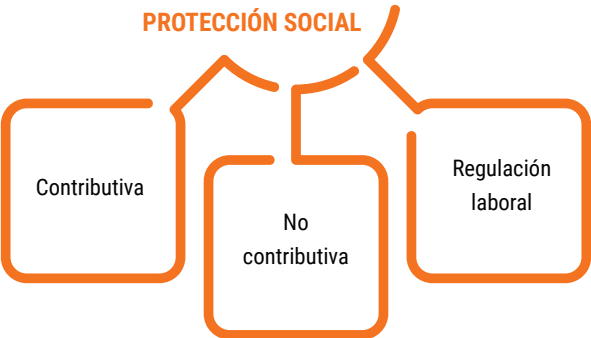 PROTECCIÓN SOCIAL
Contributiva
No
contributiva
Regulación
laboral